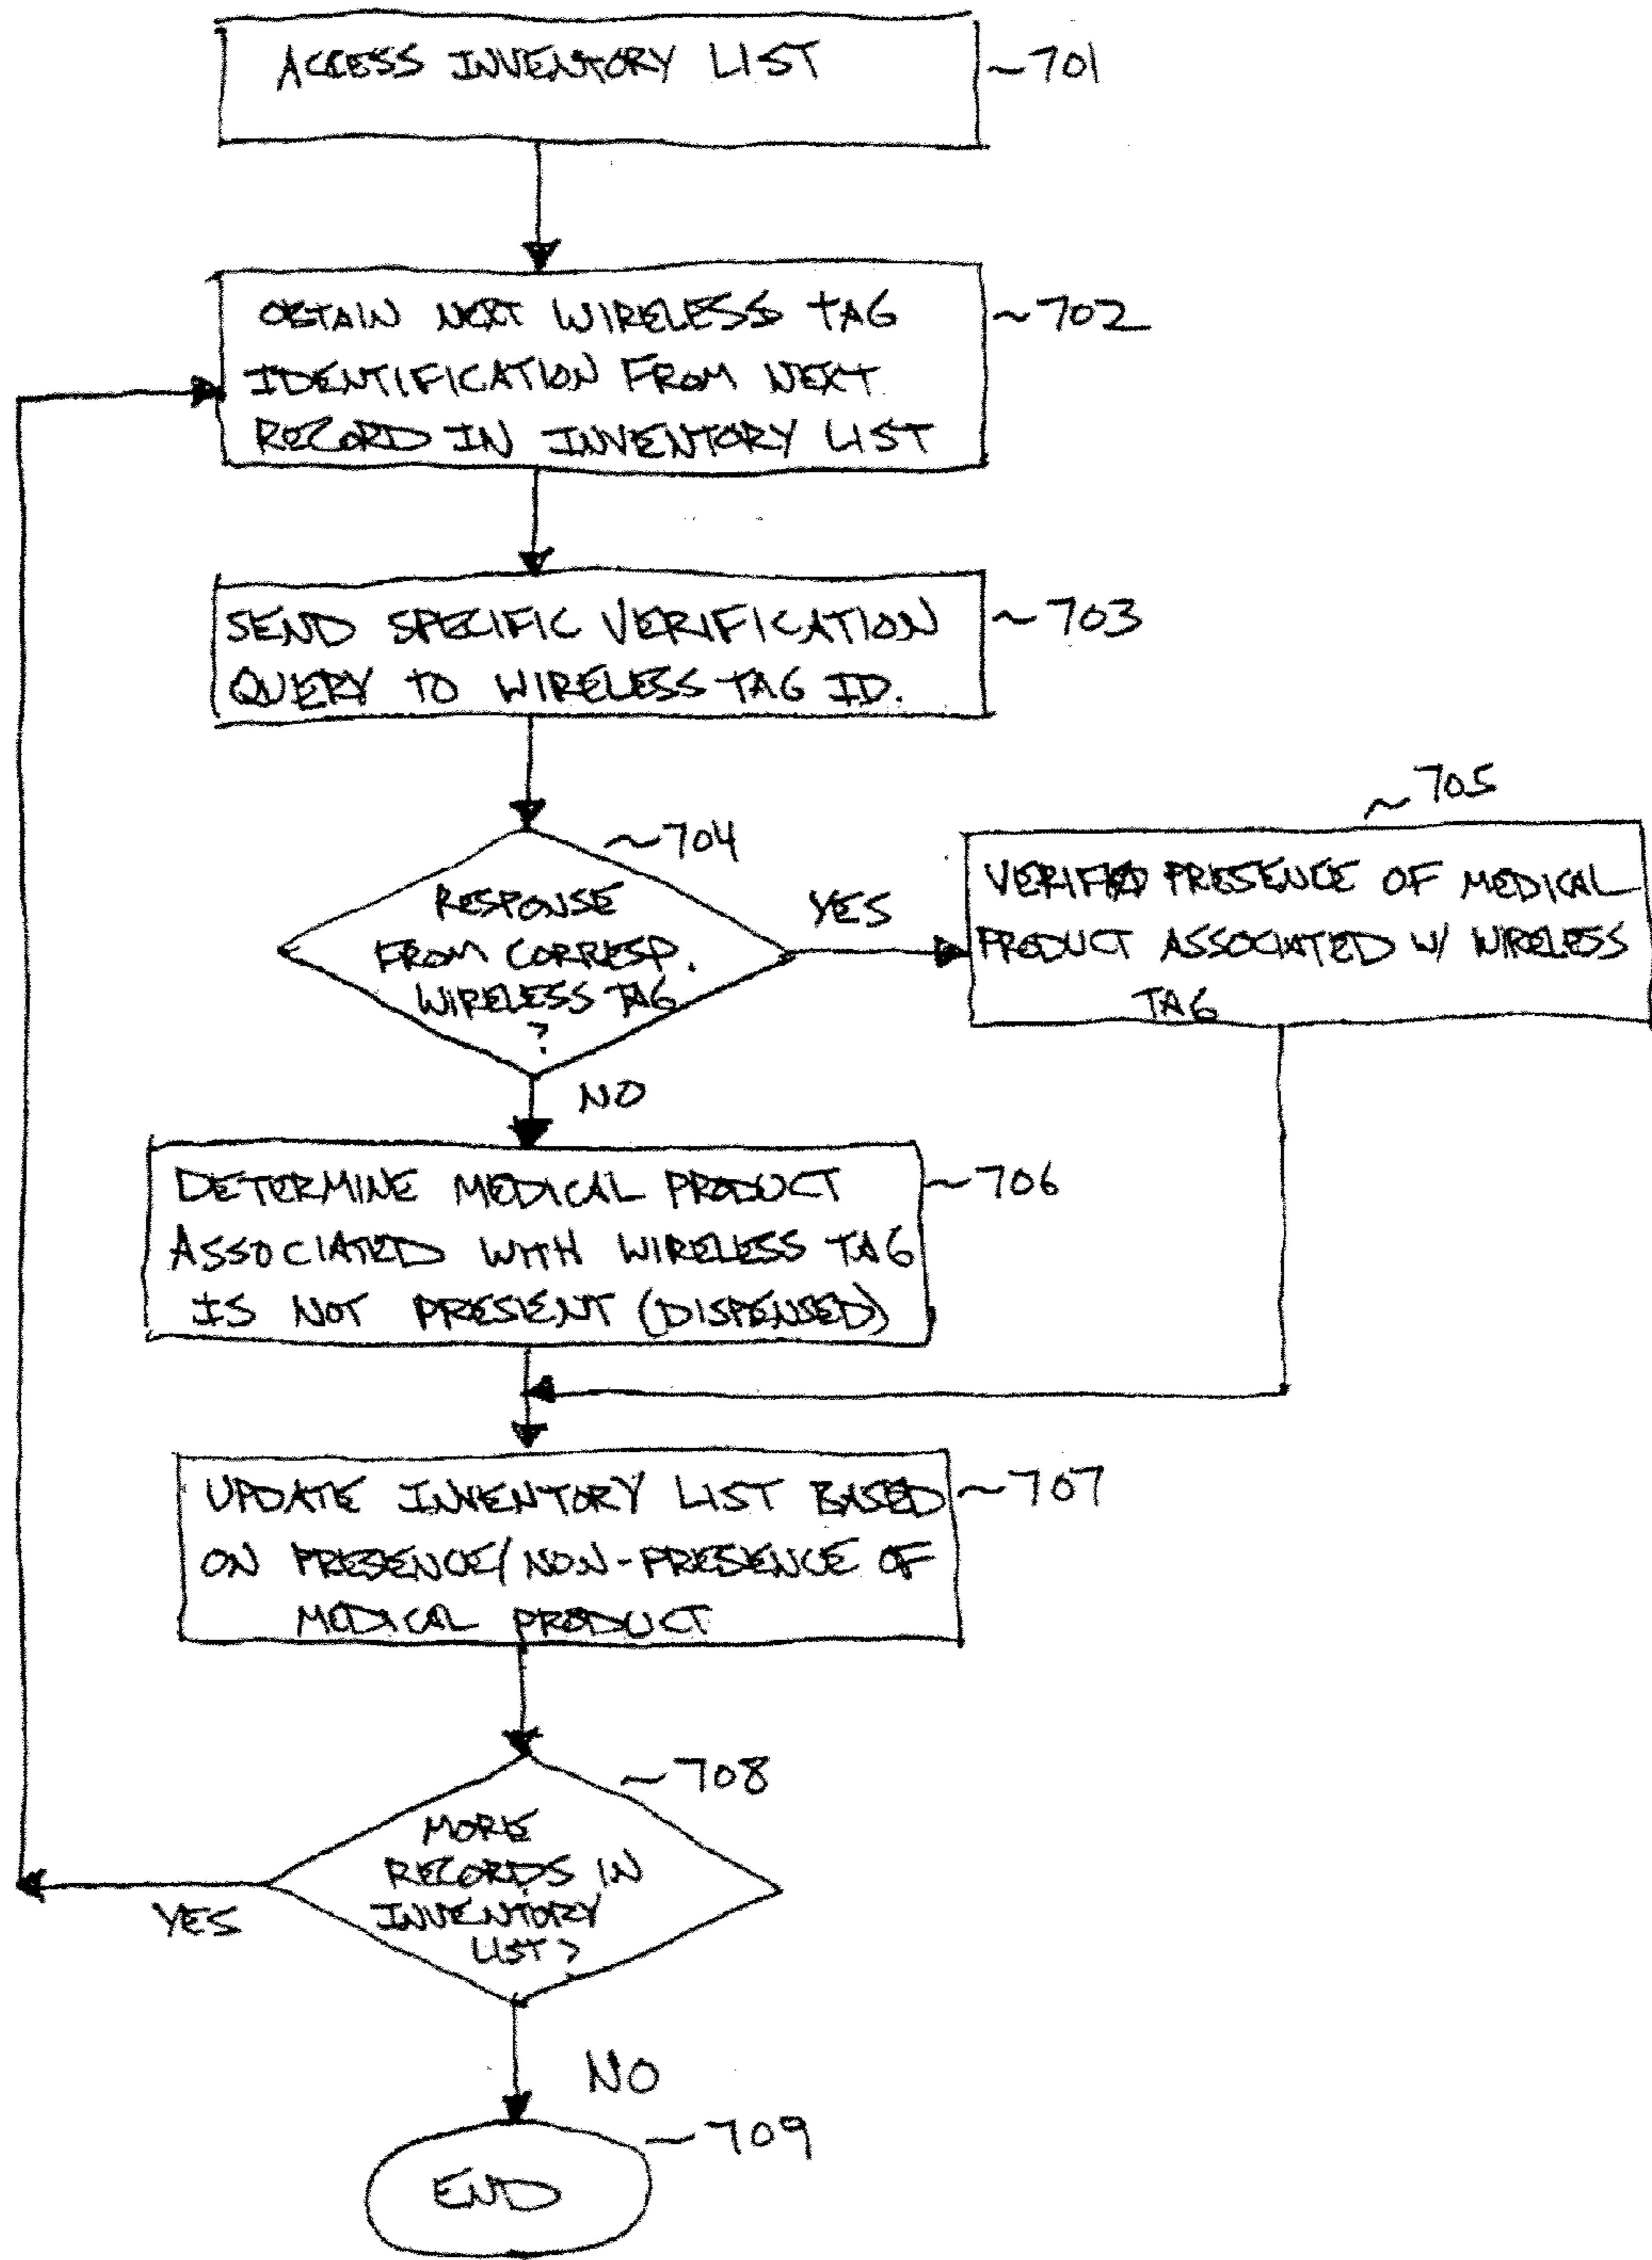 ACCESS INVENTORY LIST ~701
OBTAIN NEXT WIRELESS TAG ~702
IDENTIFICATION FROM NEXT
RECORD IN INVENTORY LIST
SEND SPECIFIC VERIFICATION ~703
QUERY TO WIRELESS TAG ID.
~704
RESPONSE
FROM CORRESP.
WIRELESS TAG
?
YES
~705
VERIFIED PRESENCE OF MEDICAL
PRODUCT ASSOCIATED W/ WIRELESS
TAG
NO
DETERMINE MEDICAL PRODUCT ~706
ASSOCIATED WITH WIRELESS TAG
IS NOT PRESENT (DISPENSED)
UPDATE INVENTORY LIST BASED ~707
ON PRESENCE/NON-PRESENCE OF
MEDICAL PRODUCT
~708
MORE
RECORDS IN
INVENTORY
LIST?
YES
NO
~709
END